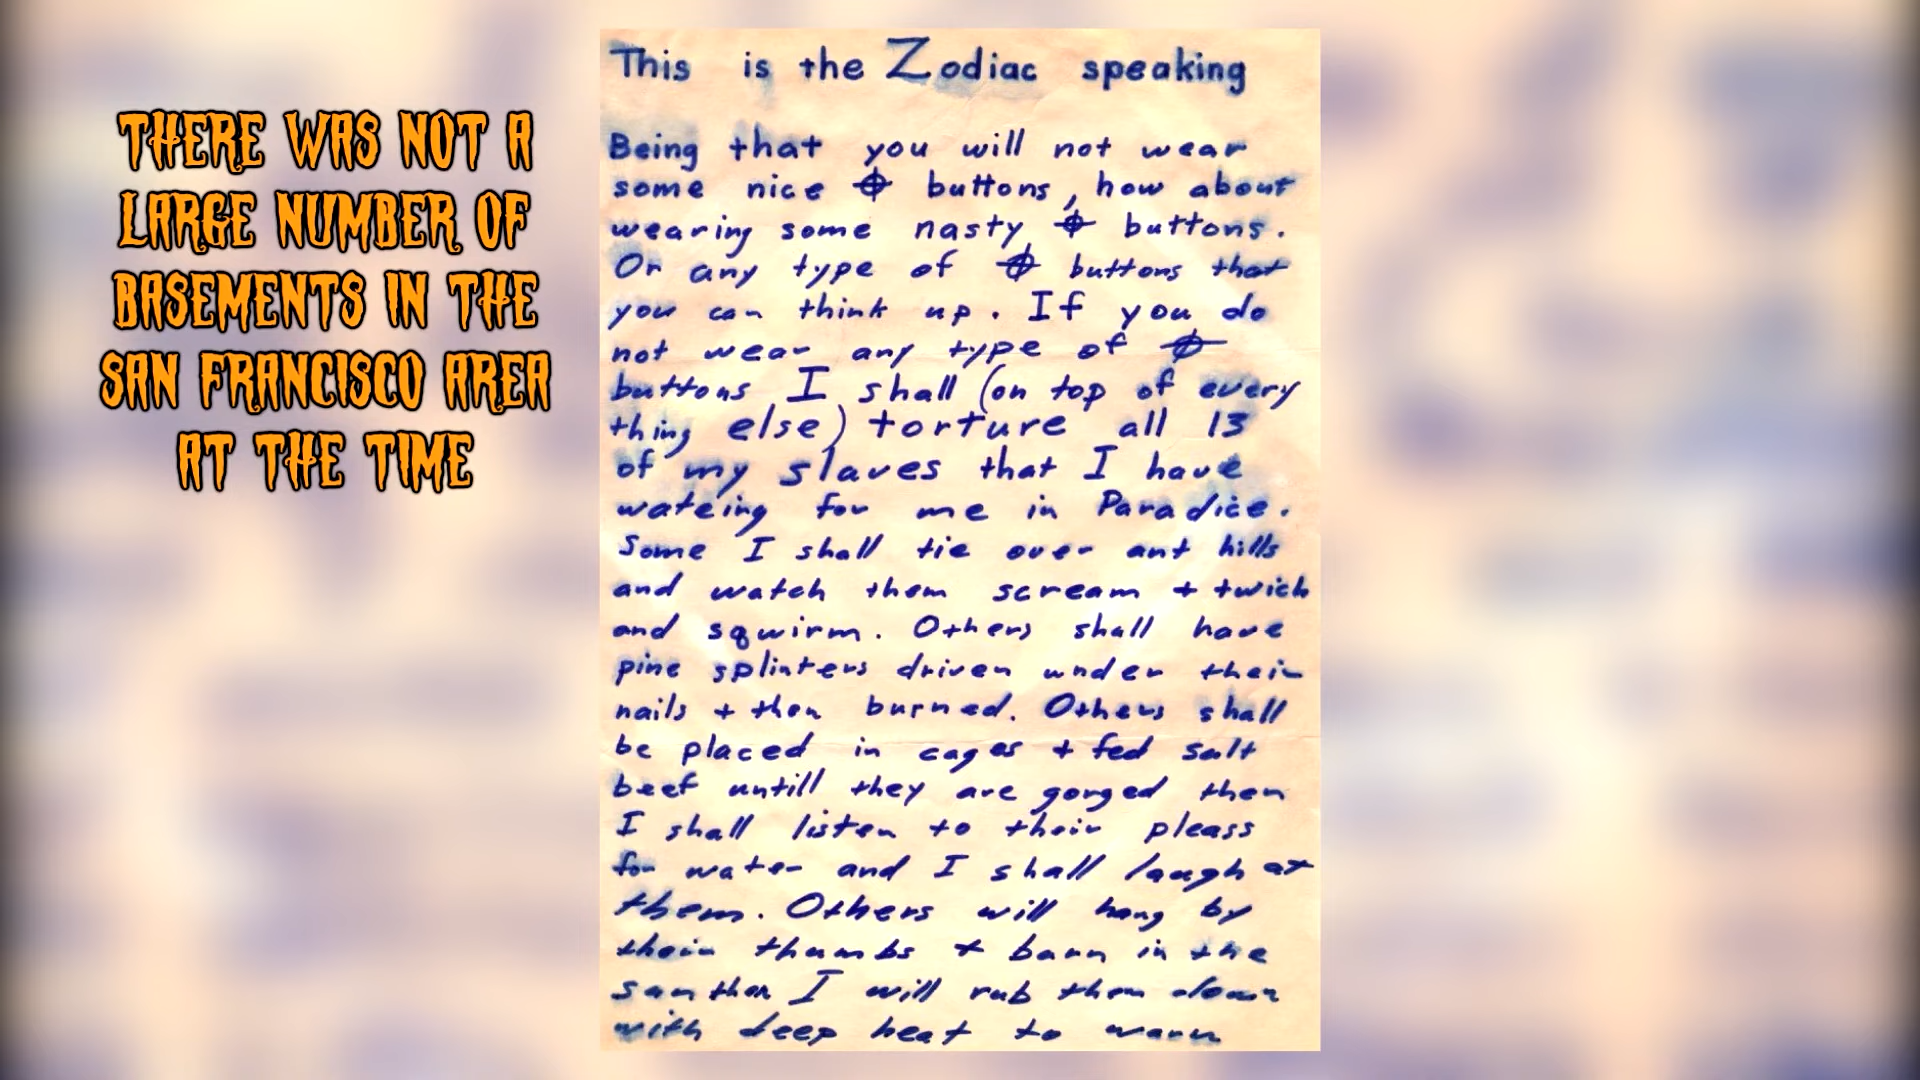 THERE WAS NOT A
LARGE NUMBER OF
BASEMENTS IN THE
SAN FRANCISCO AREA
AT THE TIME
This is the Zodiac speaking
Being that you will not wear
some nice ⌖ buttons, how about
wearing some nasty ⌖ buttons.
Or any type of ⌖ buttons that
you can think up. If you do
not wear any type of ⌖
buttons I shall (on top of every
thing else) torture all 13
of my slaves that I have
wateing for me in Paradice.
Some I shall tie over ant hills
and watch them scream + twich
and sqwirm. Others shall have
pine splinters driven under their
nails + then burned. Others shall
be placed in cages + fed salt
beef untill they are gorged then
I shall listen to their pleass
for water and I shall laugh at
them. Others will hang by
their thumbs + burn in the
sun then I will rub them down
with deep heat to warm